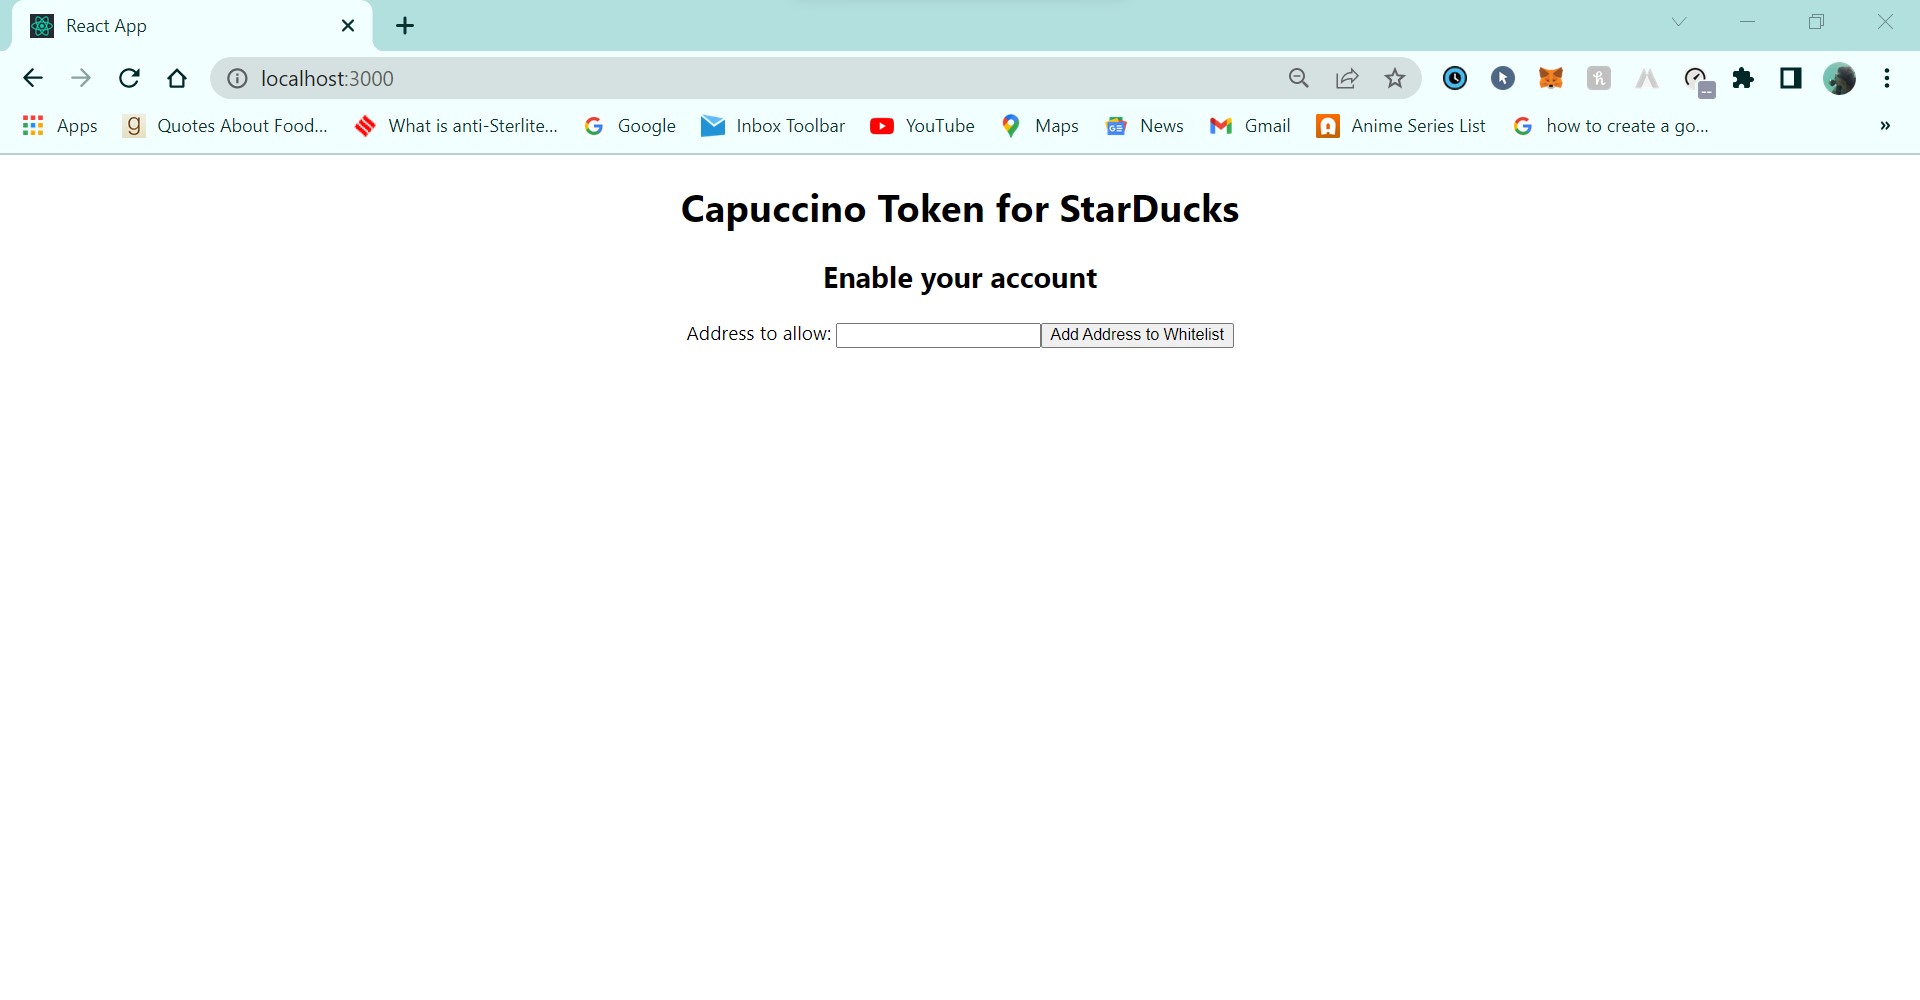 React App
localhost:3000
Apps Quotes About Food... What is anti-Sterlite... Google Inbox Toolbar YouTube Maps News Gmail Anime Series List how to create a go... »
Capuccino Token for StarDucks
Enable your account
Address to allow: Add Address to Whitelist